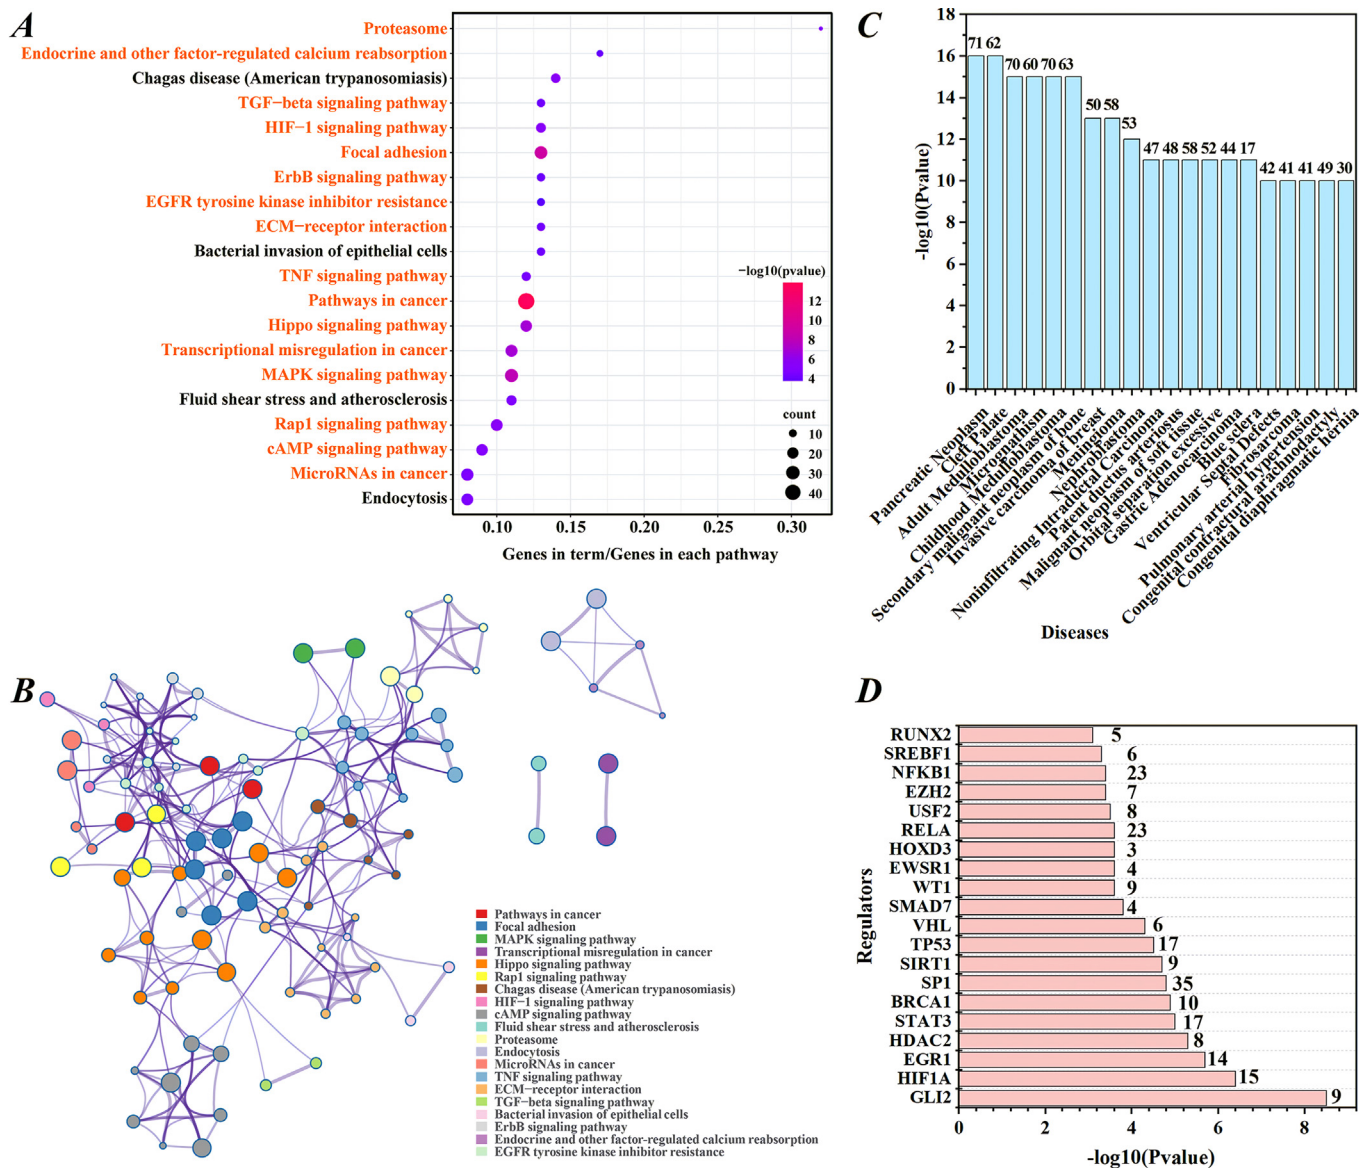 A
Proteasome
Endocrine and other factor-regulated calcium reabsorption
Chagas disease (American trypanosomiasis)
TGF−beta signaling pathway
HIF−1 signaling pathway
Focal adhesion
ErbB signaling pathway
EGFR tyrosine kinase inhibitor resistance
ECM−receptor interaction
Bacterial invasion of epithelial cells
TNF signaling pathway
Pathways in cancer
Hippo signaling pathway
Transcriptional misregulation in cancer
MAPK signaling pathway
Fluid shear stress and atherosclerosis
Rap1 signaling pathway
cAMP signaling pathway
MicroRNAs in cancer
Endocytosis
−log10(pvalue)
12
10
8
6
4
count
10
20
30
40
0.10 0.15 0.20 0.25 0.30
Genes in term/Genes in each pathway
C
-log10(Pvalue)
18
16
14
12
10
8
6
4
2
0
71 62 70 60 70 63 50 58 53 47 48 58 52 44 17 42 41 41 49 30
Pancreatic Neoplasm
Cleft Palate
Adult Medulloblastoma
Micrognathism
Childhood Medulloblastoma
Secondary malignant neoplasm of bone
Invasive carcinoma of breast
Meningioma
Nephroblastoma
Noninfiltrating Intraductal Carcinoma
Patent ductus arteriosus
Malignant neoplasm of soft tissue
Orbital separation excessive
Gastric Adenocarcinoma
Blue sclera
Ventricular Septal Defects
Fibrosarcoma
Pulmonary arterial hypertension
Congenital contractural arachnodactyly
Congenital diaphragmatic hernia
Diseases
B
Pathways in cancer
Focal adhesion
MAPK signaling pathway
Transcriptional misregulation in cancer
Hippo signaling pathway
Rap1 signaling pathway
Chagas disease (American trypanosomiasis)
HIF−1 signaling pathway
cAMP signaling pathway
Fluid shear stress and atherosclerosis
Proteasome
Endocytosis
MicroRNAs in cancer
TNF signaling pathway
ECM−receptor interaction
TGF−beta signaling pathway
Bacterial invasion of epithelial cells
ErbB signaling pathway
Endocrine and other factor-regulated calcium reabsorption
EGFR tyrosine kinase inhibitor resistance
D
Regulators
RUNX2 5
SREBF1 6
NFKB1 23
EZH2 7
USF2 8
RELA 23
HOXD3 3
EWSR1 4
WT1 9
SMAD7 4
VHL 6
TP53 17
SIRT1 9
SP1 35
BRCA1 10
STAT3 17
HDAC2 8
EGR1 14
HIF1A 15
GLI2 9
0 2 4 6 8
-log10(Pvalue)